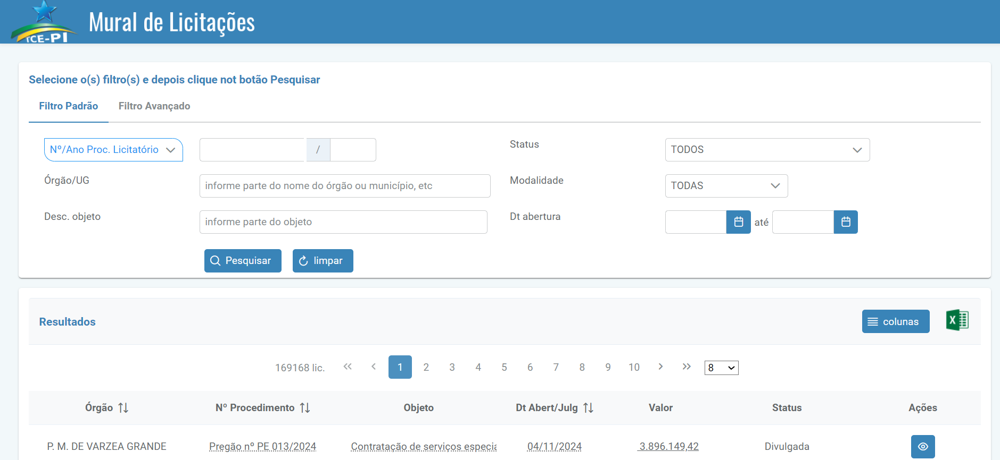 TCE-PI
Mural de Licitações
Selecione o(s) filtro(s) e depois clique not botão Pesquisar
Filtro Padrão Filtro Avançado
Nº/Ano Proc. Licitatório / Status TODOS
Órgão/UG informe parte do nome do órgão ou município, etc Modalidade TODAS
Desc. objeto informe parte do objeto Dt abertura até
Pesquisar limpar
Resultados colunas
169168 lic. 1 2 3 4 5 6 7 8 9 10 8
Órgão Nº Procedimento Objeto Dt Abert/Julg Valor Status Ações
P. M. DE VARZEA GRANDE Pregão nº PE 013/2024 Contratação de serviços especia 04/11/2024 3.896.149,42 Divulgada